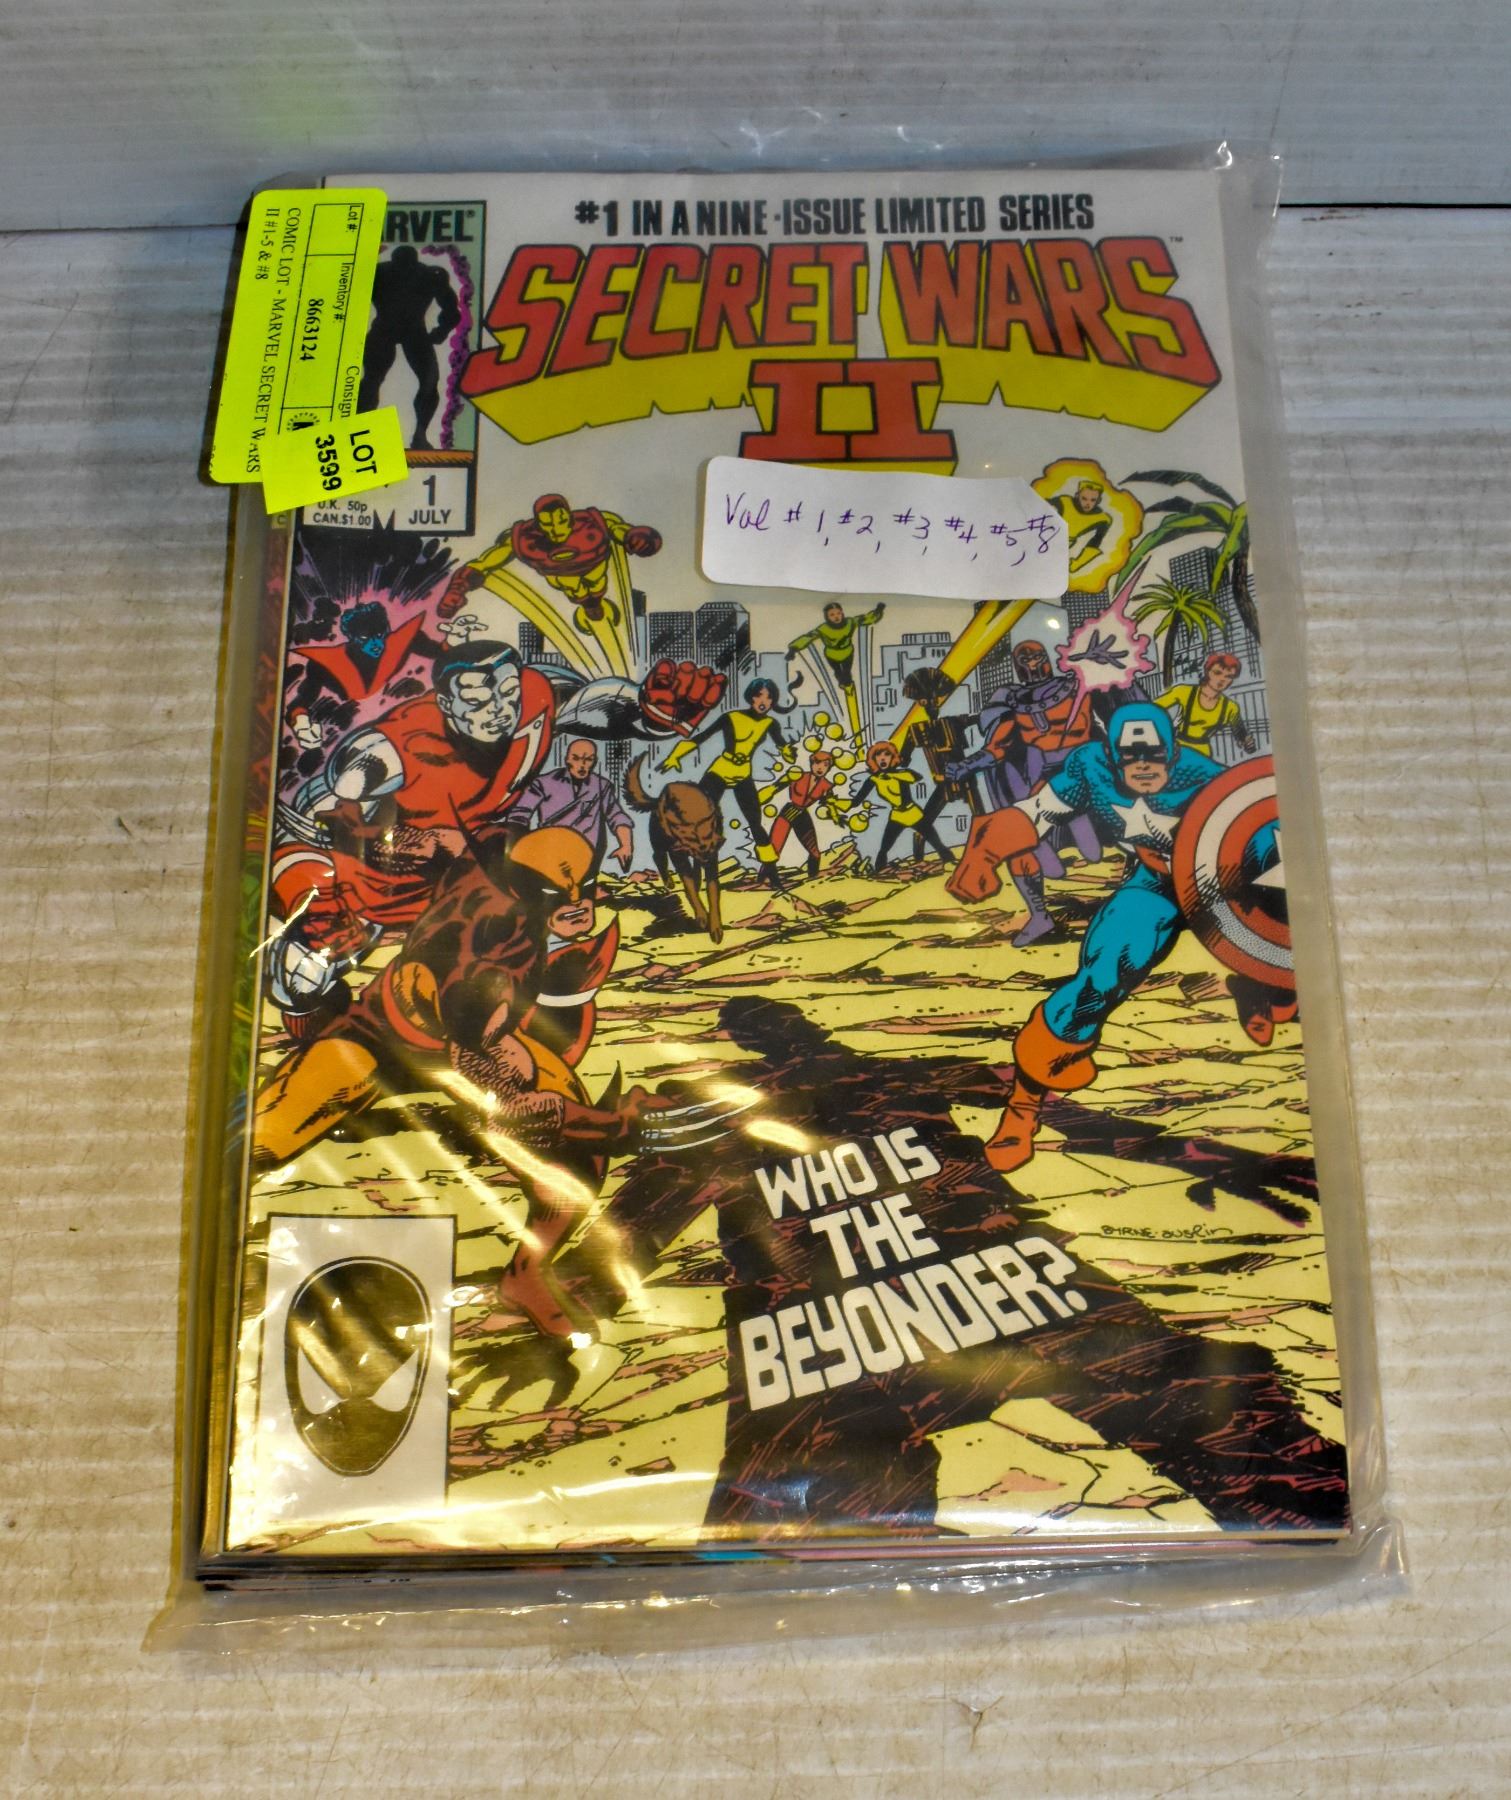 #1 IN A NINE-ISSUE LIMITED SERIES
SECRET WARS™
II
RVEL®
Lot #:
Inventory #:
Consign
8663124
COMIC LOT - MARVEL SECRET WARS
II #1-5 & #8
LOT
3599
U.K. 50p
CAN.$1.00
1
JULY
Vol #1, #2, #3, #4, #5, #8
A
WHO IS
THE
BEYONDER?
BYRNE·AUSTIN